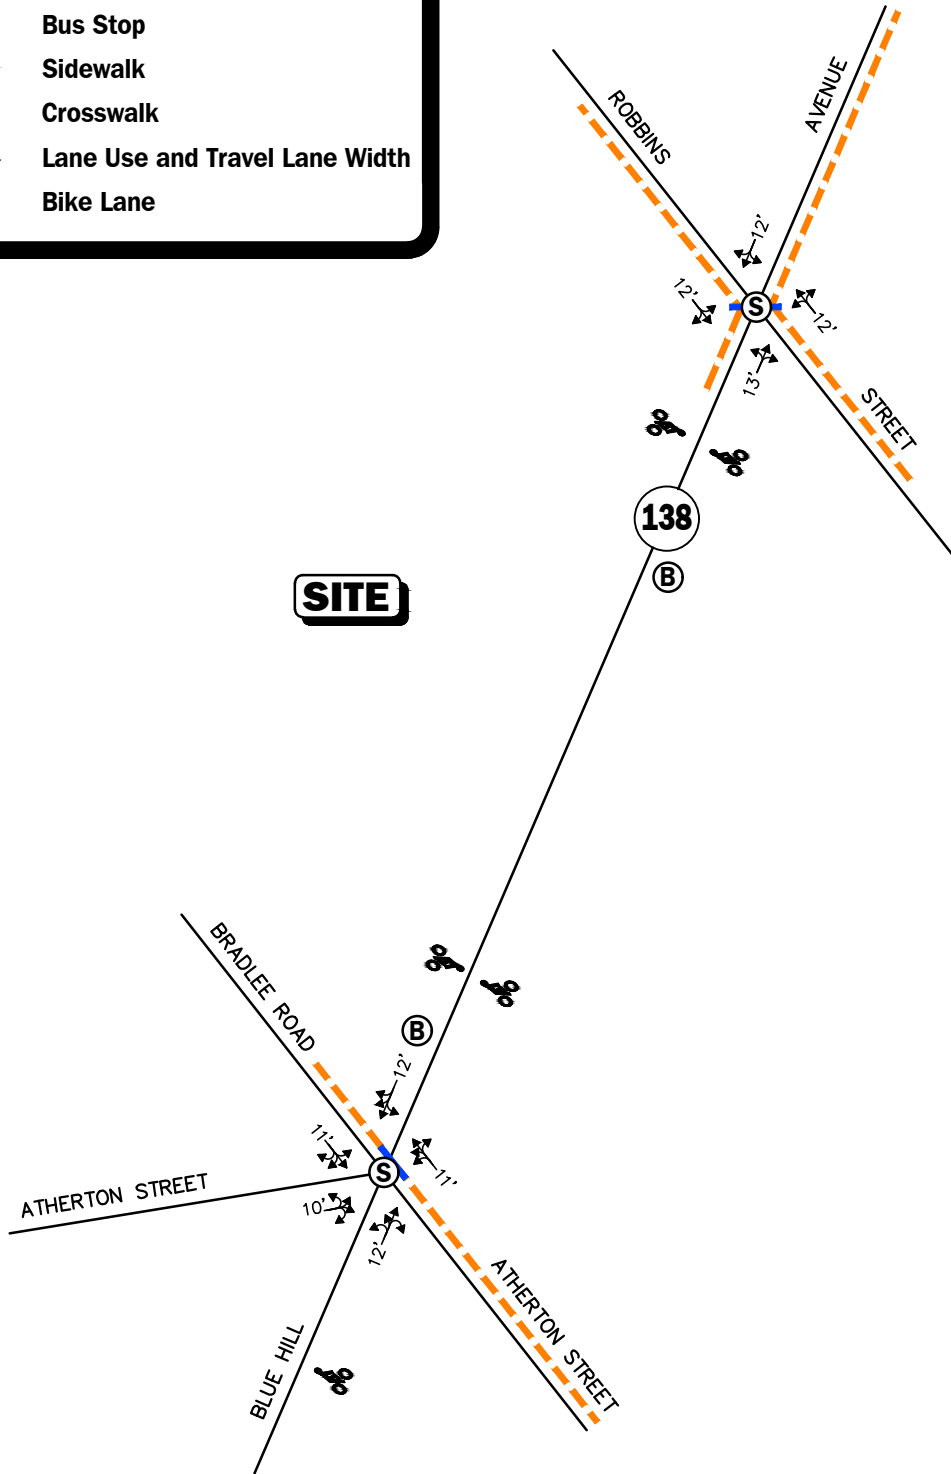 Bus Stop
Sidewalk
Crosswalk
Lane Use and Travel Lane Width
Bike Lane
ROBBINS
AVENUE
12'
12'
S
12'
13'
STREET
138
B
SITE
BRADLEE ROAD
B
12'
11'
S
11'
ATHERTON STREET
10'
12'
ATHERTON STREET
BLUE HILL